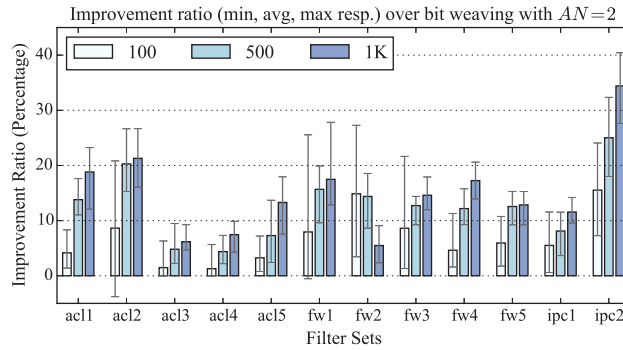 Improvement ratio (min, avg, max resp.) over bit weaving with AN=2
100 500 1K
Improvement Ratio (Percentage)
40
30
20
10
0
acl1 acl2 acl3 acl4 acl5 fw1 fw2 fw3 fw4 fw5 ipc1 ipc2
Filter Sets